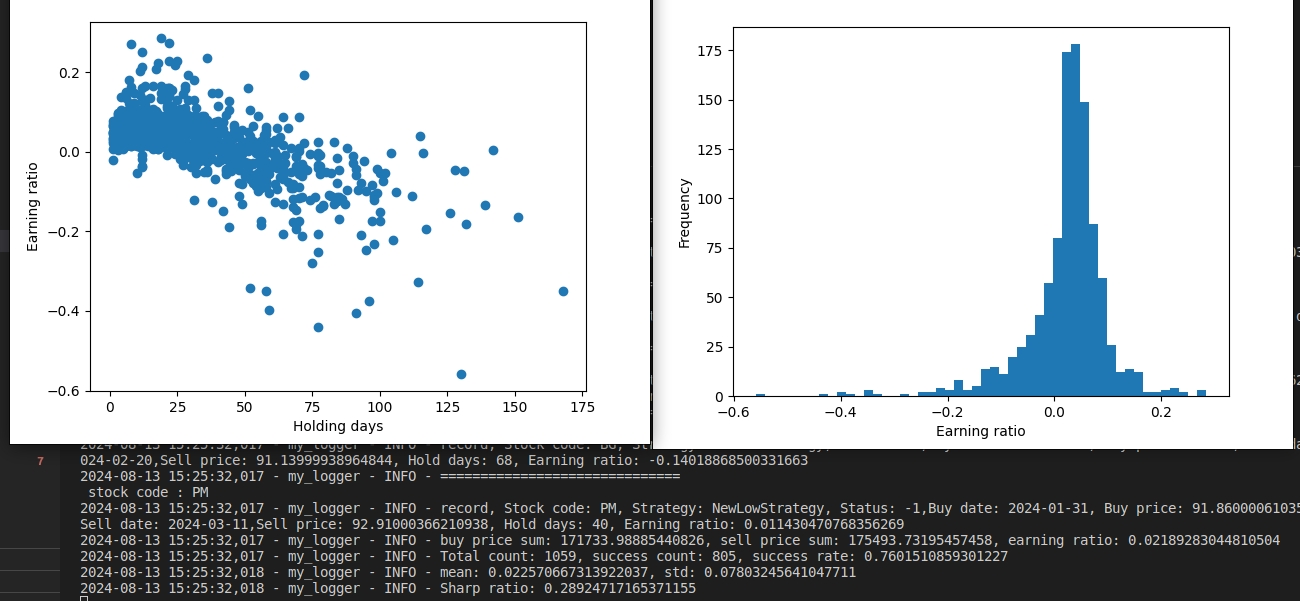 0.2
0.0
−0.2
−0.4
−0.6
Earning ratio
0 25 50 75 100 125 150 175
Holding days
175
150
125
100
75
50
25
0
Frequency
−0.6 −0.4 −0.2 0.0 0.2
Earning ratio
7
024-02-20,Sell price: 91.13999938964844, Hold days: 68, Earning ratio: -0.14018868500331663
2024-08-13 15:25:32,017 - my_logger - INFO - ==============================
stock code : PM
2024-08-13 15:25:32,017 - my_logger - INFO - record, Stock code: PM, Strategy: NewLowStrategy, Status: -1,Buy date: 2024-01-31, Buy price: 91.86000061035
Sell date: 2024-03-11,Sell price: 92.91000366210938, Hold days: 40, Earning ratio: 0.011430470768356269
2024-08-13 15:25:32,017 - my_logger - INFO - buy price sum: 171733.98885440826, sell price sum: 175493.73195457458, earning ratio: 0.02189283044810504
2024-08-13 15:25:32,017 - my_logger - INFO - Total count: 1059, success count: 805, success rate: 0.7601510859301227
2024-08-13 15:25:32,018 - my_logger - INFO - mean: 0.022570667313922037, std: 0.07803245641047711
2024-08-13 15:25:32,018 - my_logger - INFO - Sharp ratio: 0.28924717165371155